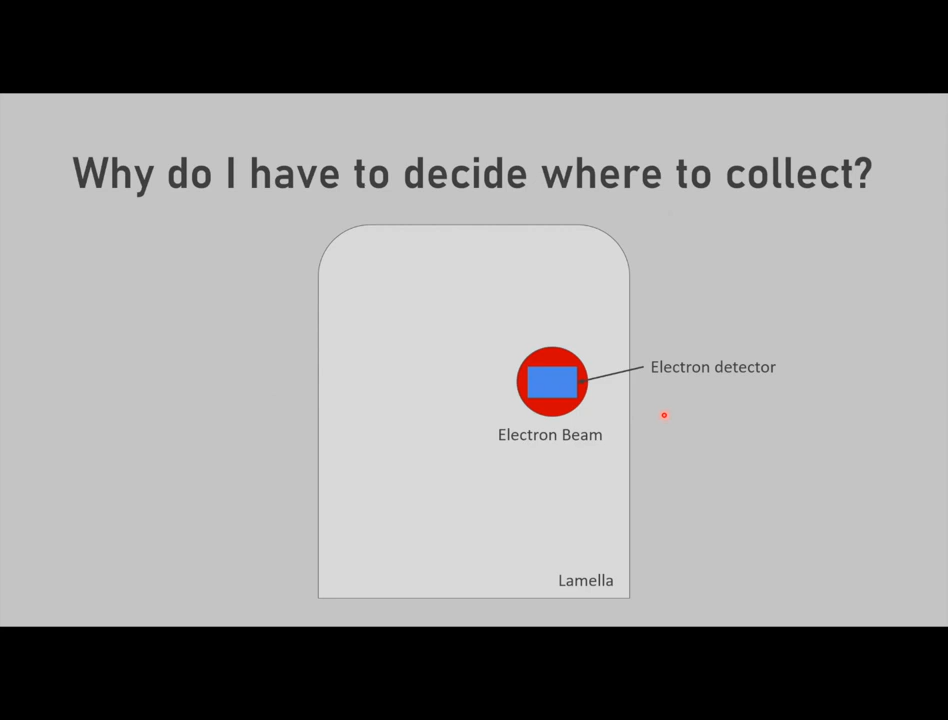 Why do I have to decide where to collect?
Electron detector
Electron Beam
Lamella